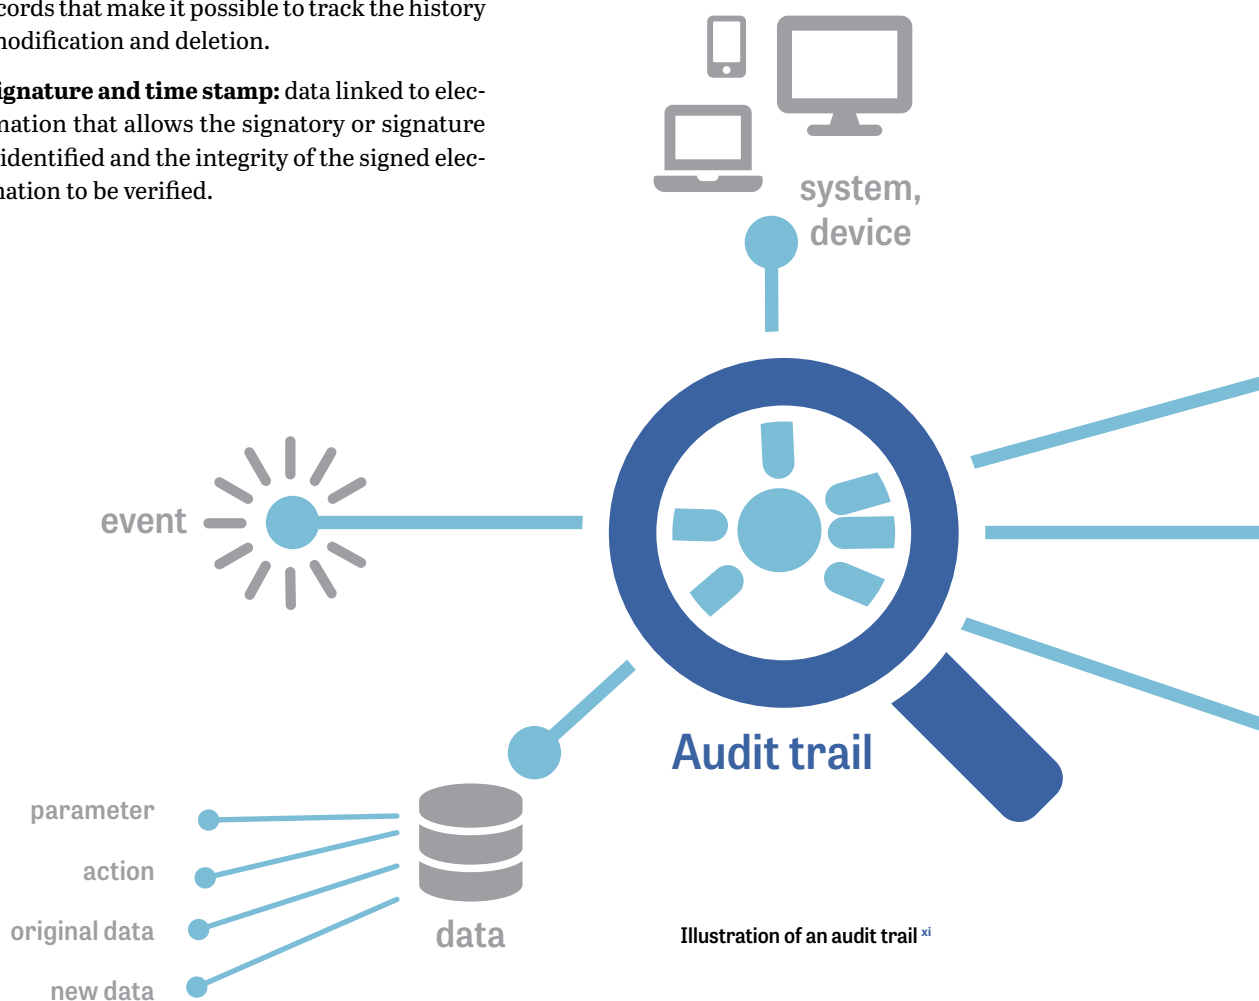 cords that make it possible to track the history
nodification and deletion.
ignature and time stamp: data linked to elec-
nation that allows the signatory or signature
identified and the integrity of the signed elec-
nation to be verified.
system,
device
event
Audit trail
parameter
action
original data
new data
data
Illustration of an audit trail xi